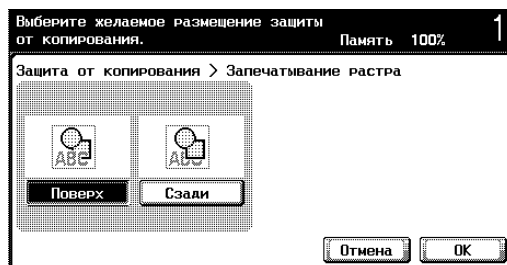 Выберите желаемое размещение защиты
от копирования. Память 100% 1
Защита от копирования > Запечатывание растра
ABC ABC
Поверх Сзади
Отмена OK